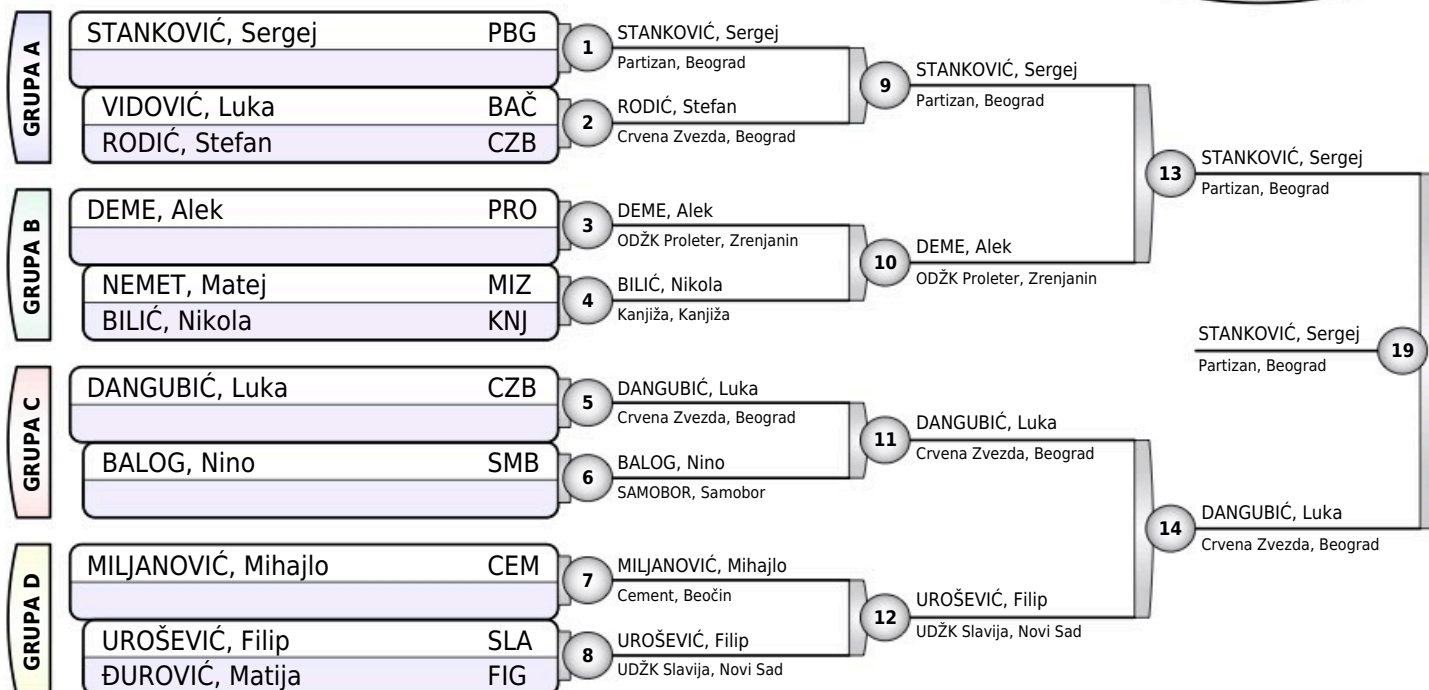 GRUPA A
STANKOVIĆ, Sergej PBG
VIDOVIĆ, Luka BAČ
RODIĆ, Stefan CZB
GRUPA B
DEME, Alek PRO
NEMET, Matej MIZ
BILIĆ, Nikola KNJ
GRUPA C
DANGUBIĆ, Luka CZB
BALOG, Nino SMB
GRUPA D
MILJANOVIĆ, Mihajlo CEM
UROŠEVIĆ, Filip SLA
ĐUROVIĆ, Matija FIG
1
STANKOVIĆ, Sergej
Partizan, Beograd
2
RODIĆ, Stefan
Crvena Zvezda, Beograd
3
DEME, Alek
ODŽK Proleter, Zrenjanin
4
BILIĆ, Nikola
Kanjiža, Kanjiža
5
DANGUBIĆ, Luka
Crvena Zvezda, Beograd
6
BALOG, Nino
SAMOBOR, Samobor
7
MILJANOVIĆ, Mihajlo
Cement, Beočin
8
UROŠEVIĆ, Filip
UDŽK Slavija, Novi Sad
9
STANKOVIĆ, Sergej
Partizan, Beograd
10
DEME, Alek
ODŽK Proleter, Zrenjanin
11
DANGUBIĆ, Luka
Crvena Zvezda, Beograd
12
UROŠEVIĆ, Filip
UDŽK Slavija, Novi Sad
13
STANKOVIĆ, Sergej
Partizan, Beograd
14
DANGUBIĆ, Luka
Crvena Zvezda, Beograd
STANKOVIĆ, Sergej
Partizan, Beograd
19